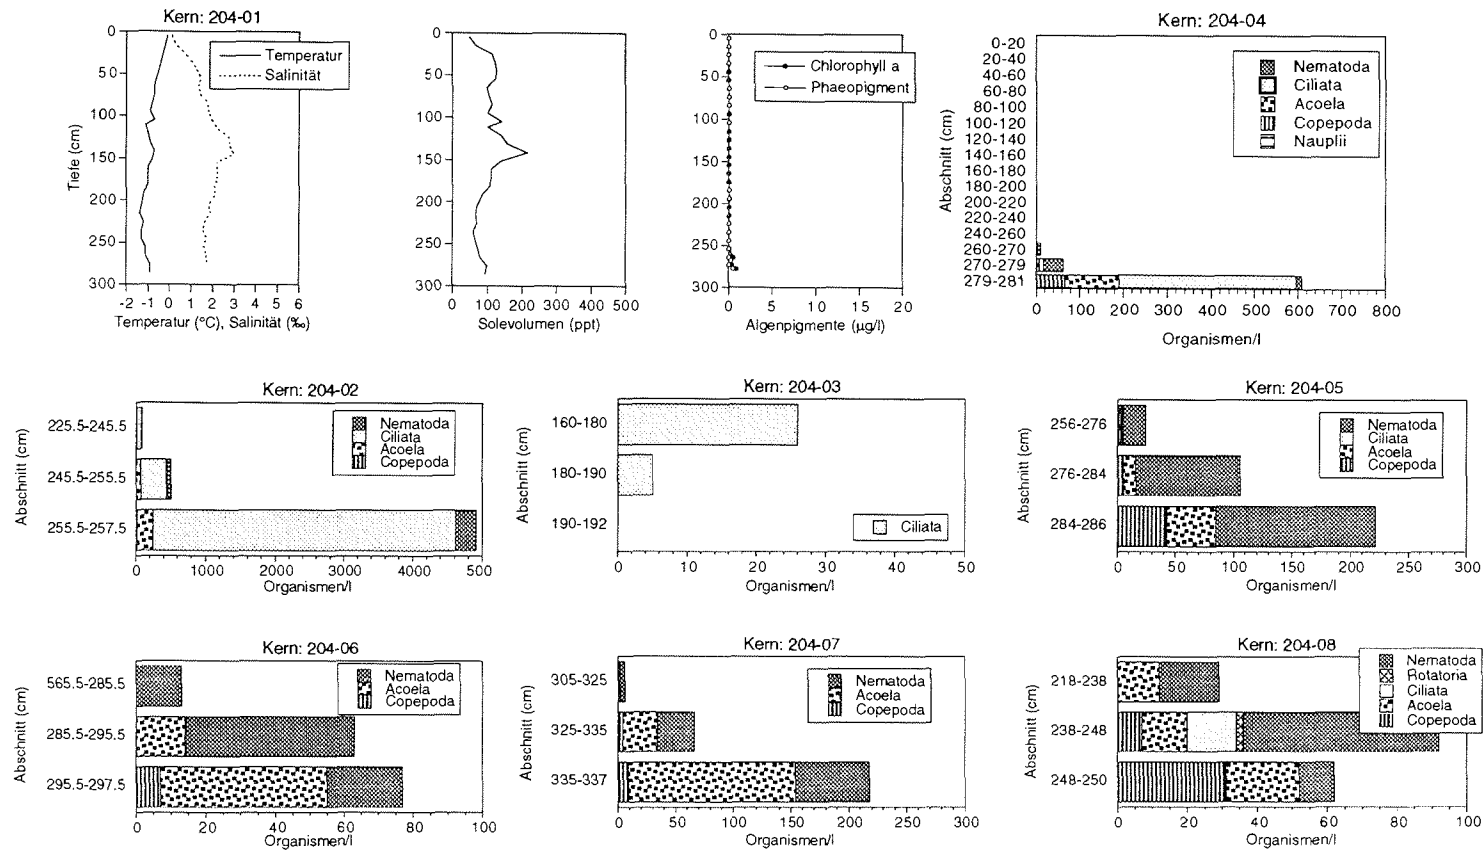 Kern: 204-01
0
50
100
150
200
250
300
Tiefe (cm)
-2 -1 0 1 2 3 4 5 6
Temperatur (°C), Salinität (‰)
Temperatur
Salinität
0
50
100
150
200
250
300
0 100 200 300 400 500
Solevolumen (ppt)
0
50
100
150
200
250
300
0 5 10 15 20
Algenpigmente (µg/l)
Chlorophyll a
Phaeopigment
Kern: 204-04
Abschnitt (cm)
0-20
20-40
40-60
60-80
80-100
100-120
120-140
140-160
160-180
180-200
200-220
220-240
240-260
260-270
270-279
279-281
0 100 200 300 400 500 600 700 800
Organismen/l
Nematoda
Ciliata
Acoela
Copepoda
Nauplii
Kern: 204-02
Abschnitt (cm)
225.5-245.5
245.5-255.5
255.5-257.5
0 1000 2000 3000 4000 500
Organismen/l
Nematoda
Ciliata
Acoela
Copepoda
Kern: 204-03
Abschnitt (cm)
160-180
180-190
190-192
0 10 20 30 40 50
Organismen/l
Ciliata
Kern: 204-05
Abschnitt (cm)
256-276
276-284
284-286
0 50 100 150 200 250 300
Organismen/l
Nematoda
Ciliata
Acoela
Copepoda
Kern: 204-06
Abschnitt (cm)
565.5-285.5
285.5-295.5
295.5-297.5
0 20 40 60 80 100
Organismen/l
Nematoda
Acoela
Copepoda
Kern: 204-07
Abschnitt (cm)
305-325
325-335
335-337
0 50 100 150 200 250 300
Organismen/l
Nematoda
Acoela
Copepoda
Kern: 204-08
Abschnitt (cm)
218-238
238-248
248-250
0 20 40 60 80 100
Organismen/l
Nematoda
Rotatoria
Ciliata
Acoela
Copepoda